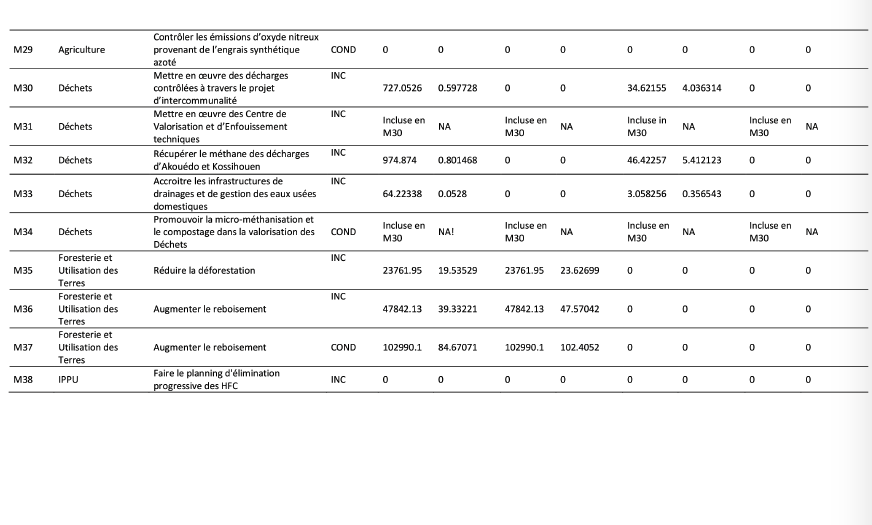 M29 Agriculture Contrôler les émissions d'oxyde nitreux provenant de l'engrais synthétique azoté COND 0 0 0 0 0 0 0 0
M30 Déchets Mettre en œuvre des décharges contrôlées à travers le projet d'intercommunalité INC 727.0526 0.597728 0 0 34.62155 4.036314 0 0
M31 Déchets Mettre en œuvre des Centre de Valorisation et d'Enfouissement techniques INC Incluse en M30 NA Incluse en M30 NA Incluse in M30 NA Incluse en M30 NA
M32 Déchets Récupérer le méthane des décharges d'Akouédo et Kossihouen INC 974.874 0.801468 0 0 46.42257 5.412123 0 0
M33 Déchets Accroitre les infrastructures de drainages et de gestion des eaux usées domestiques INC 64.22338 0.0528 0 0 3.058256 0.356543 0 0
M34 Déchets Promouvoir la micro-méthanisation et le compostage dans la valorisation des Déchets COND Incluse en M30 NA! Incluse en M30 NA Incluse en M30 NA Incluse en M30 NA
M35 Foresterie et Utilisation des Terres Réduire la déforestation INC 23761.95 19.53529 23761.95 23.62699 0 0 0 0
M36 Foresterie et Utilisation des Terres Augmenter le reboisement INC 47842.13 39.33221 47842.13 47.57042 0 0 0 0
M37 Foresterie et Utilisation des Terres Augmenter le reboisement COND 102990.1 84.67071 102990.1 102.4052 0 0 0 0
M38 IPPU Faire le planning d'élimination progressive des HFC INC 0 0 0 0 0 0 0 0